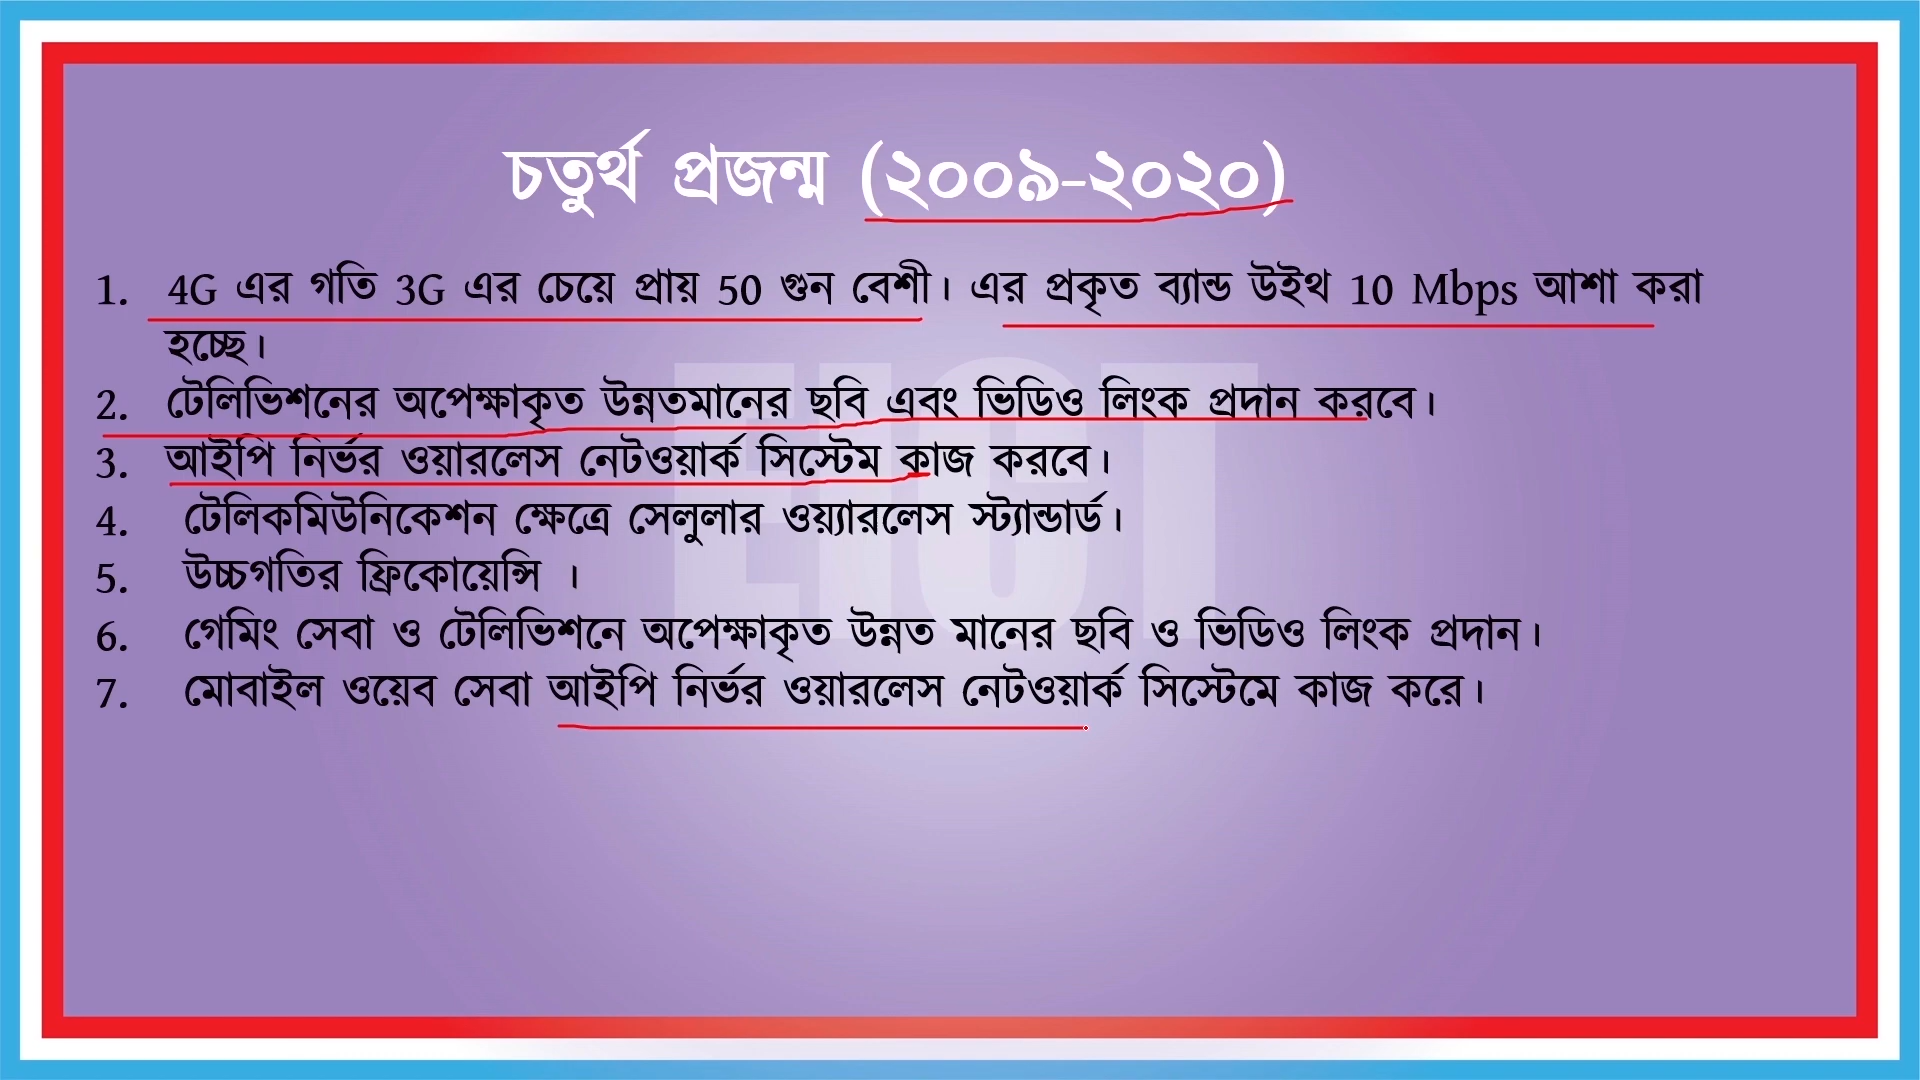 চতুর্থ প্রজন্ম (২০০৯-২০২০)
1. 4G এর গতি 3G এর চেয়ে প্রায় 50 গুন বেশী। এর প্রকৃত ব্যান্ড উইথ 10 Mbps আশা করা
হচ্ছে।
2. টেলিভিশনের অপেক্ষাকৃত উন্নতমানের ছবি এবং ভিডিও লিংক প্রদান করবে।
3. আইপি নির্ভর ওয়ারলেস নেটওয়ার্ক সিস্টেম কাজ করবে।
4. টেলিকমিউনিকেশন ক্ষেত্রে সেলুলার ওয়্যারলেস স্ট্যান্ডার্ড।
5. উচ্চগতির ফ্রিকোয়েন্সি ।
6. গেমিং সেবা ও টেলিভিশনে অপেক্ষাকৃত উন্নত মানের ছবি ও ভিডিও লিংক প্রদান।
7. মোবাইল ওয়েব সেবা আইপি নির্ভর ওয়ারলেস নেটওয়ার্ক সিস্টেমে কাজ করে।
EICT